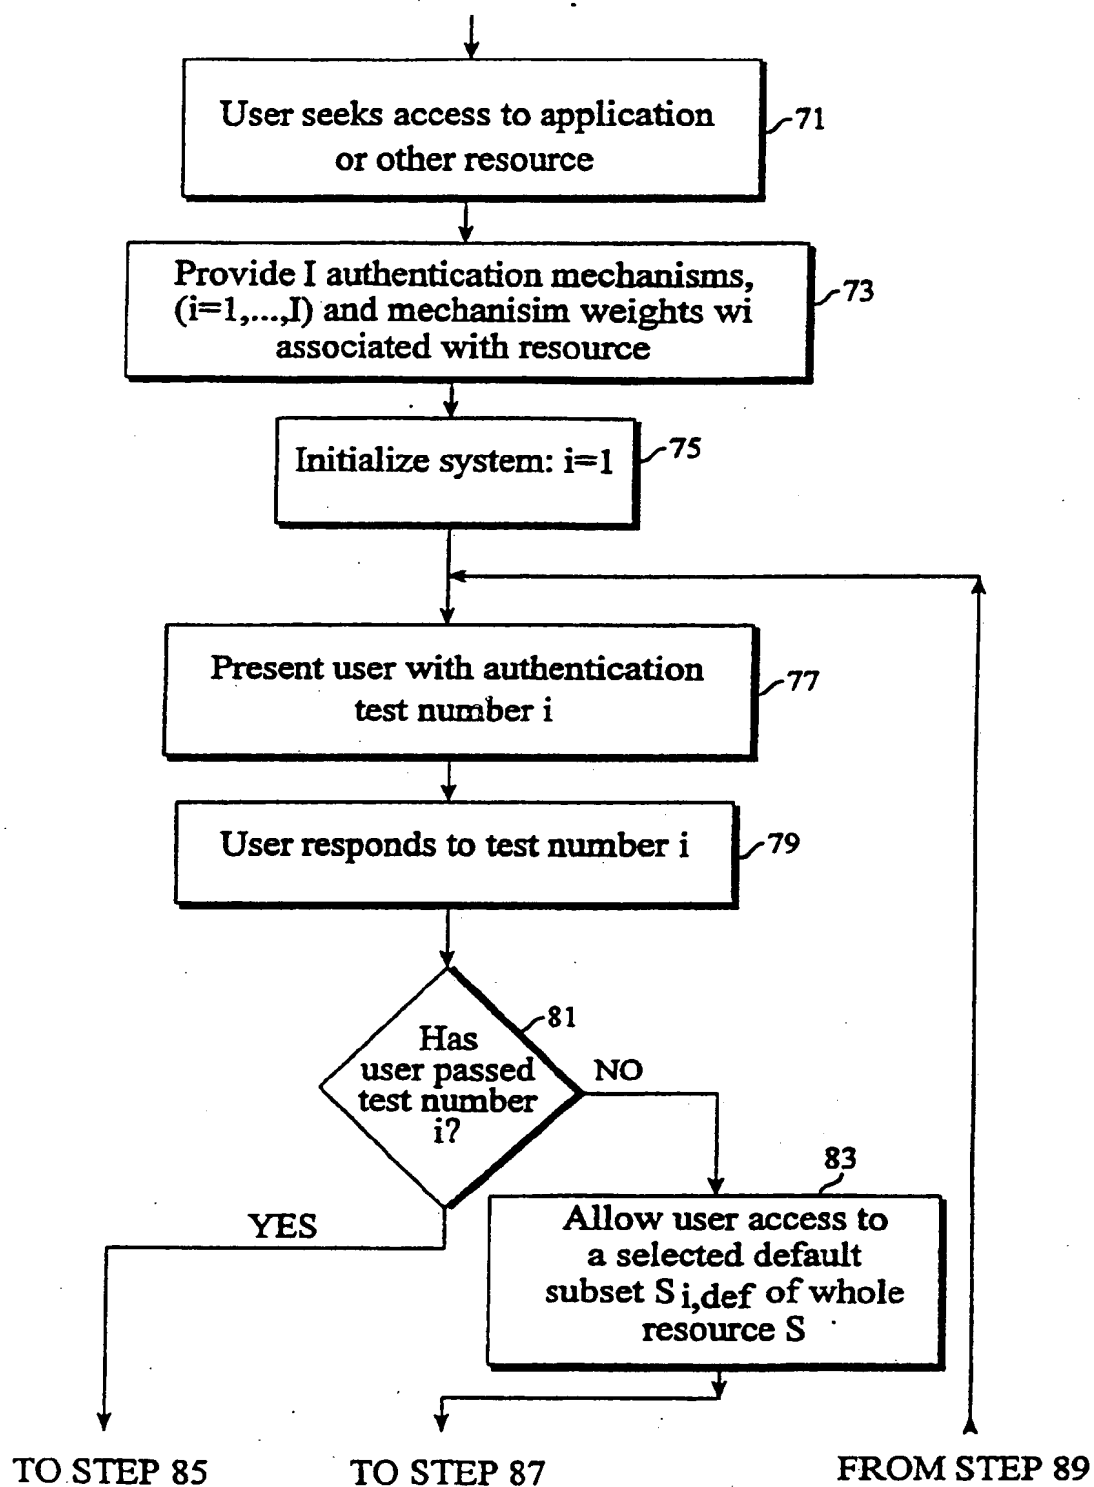 User seeks access to application
or other resource
71
Provide I authentication mechanisms,
(i=1,...,I) and mechanisim weights wi
associated with resource
73
Initialize system: i=1
75
Present user with authentication
test number i
77
User responds to test number i
79
Has
user passed
test number
i?
81
NO
YES
83
Allow user access to
a selected default
subset S i,def of whole
resource S
TO STEP 85
TO STEP 87
FROM STEP 89